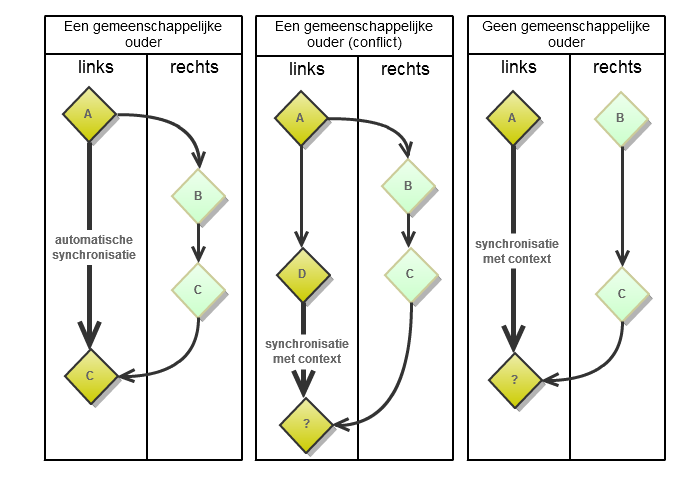 Een gemeenschappelijke
ouder
links
rechts
A
B
automatische
synchronisatie
C
C
Een gemeenschappelijke
ouder (conflict)
links
rechts
A
B
D
C
synchronisatie
met context
?
Geen gemeenschappelijke
ouder
links
rechts
A
B
synchronisatie
met context
C
?